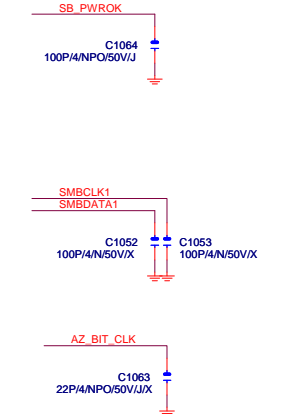 SB_PWROK
C1064
100P/4/NPO/50V/J
SMBCLK1
SMBDATA1
C1052 C1053
100P/4/N/50V/X 100P/4/N/50V/X
AZ_BIT_CLK
C1063
22P/4/NPO/50V/J/X